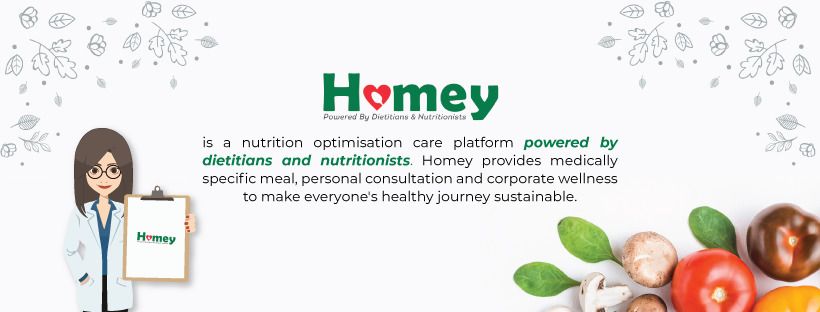 Homey
Powered By Dietitians & Nutritionists
is a nutrition optimisation care platform powered by
dietitians and nutritionists. Homey provides medically
specific meal, personal consultation and corporate wellness
to make everyone's healthy journey sustainable.
Homey